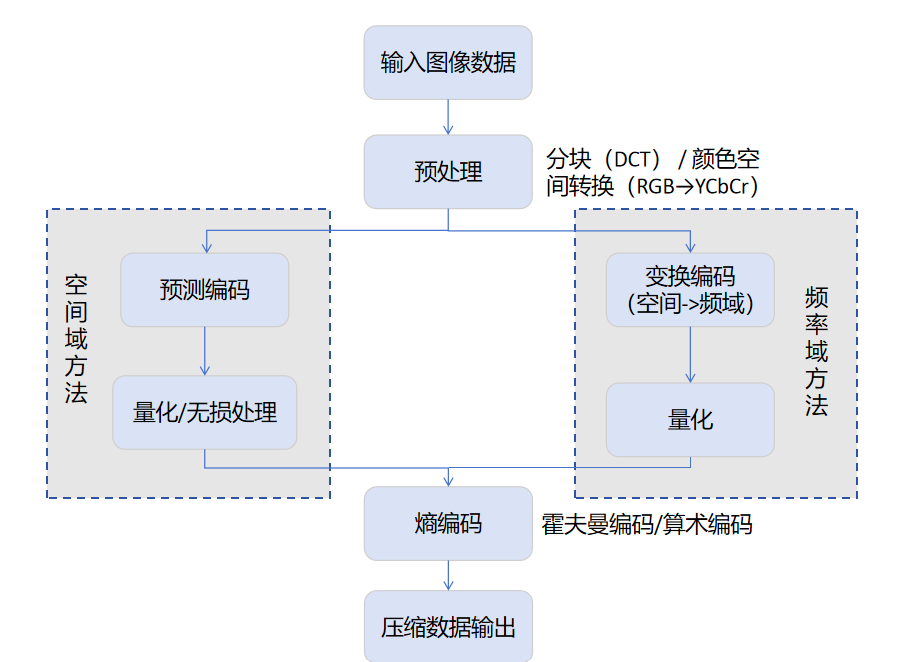 输入图像数据
预处理
分块（DCT） / 颜色空
间转换（RGB→YCbCr）
空间域方法
预测编码
量化/无损处理
变换编码
（空间->频域）
量化
频率域方法
熵编码
霍夫曼编码/算术编码
压缩数据输出